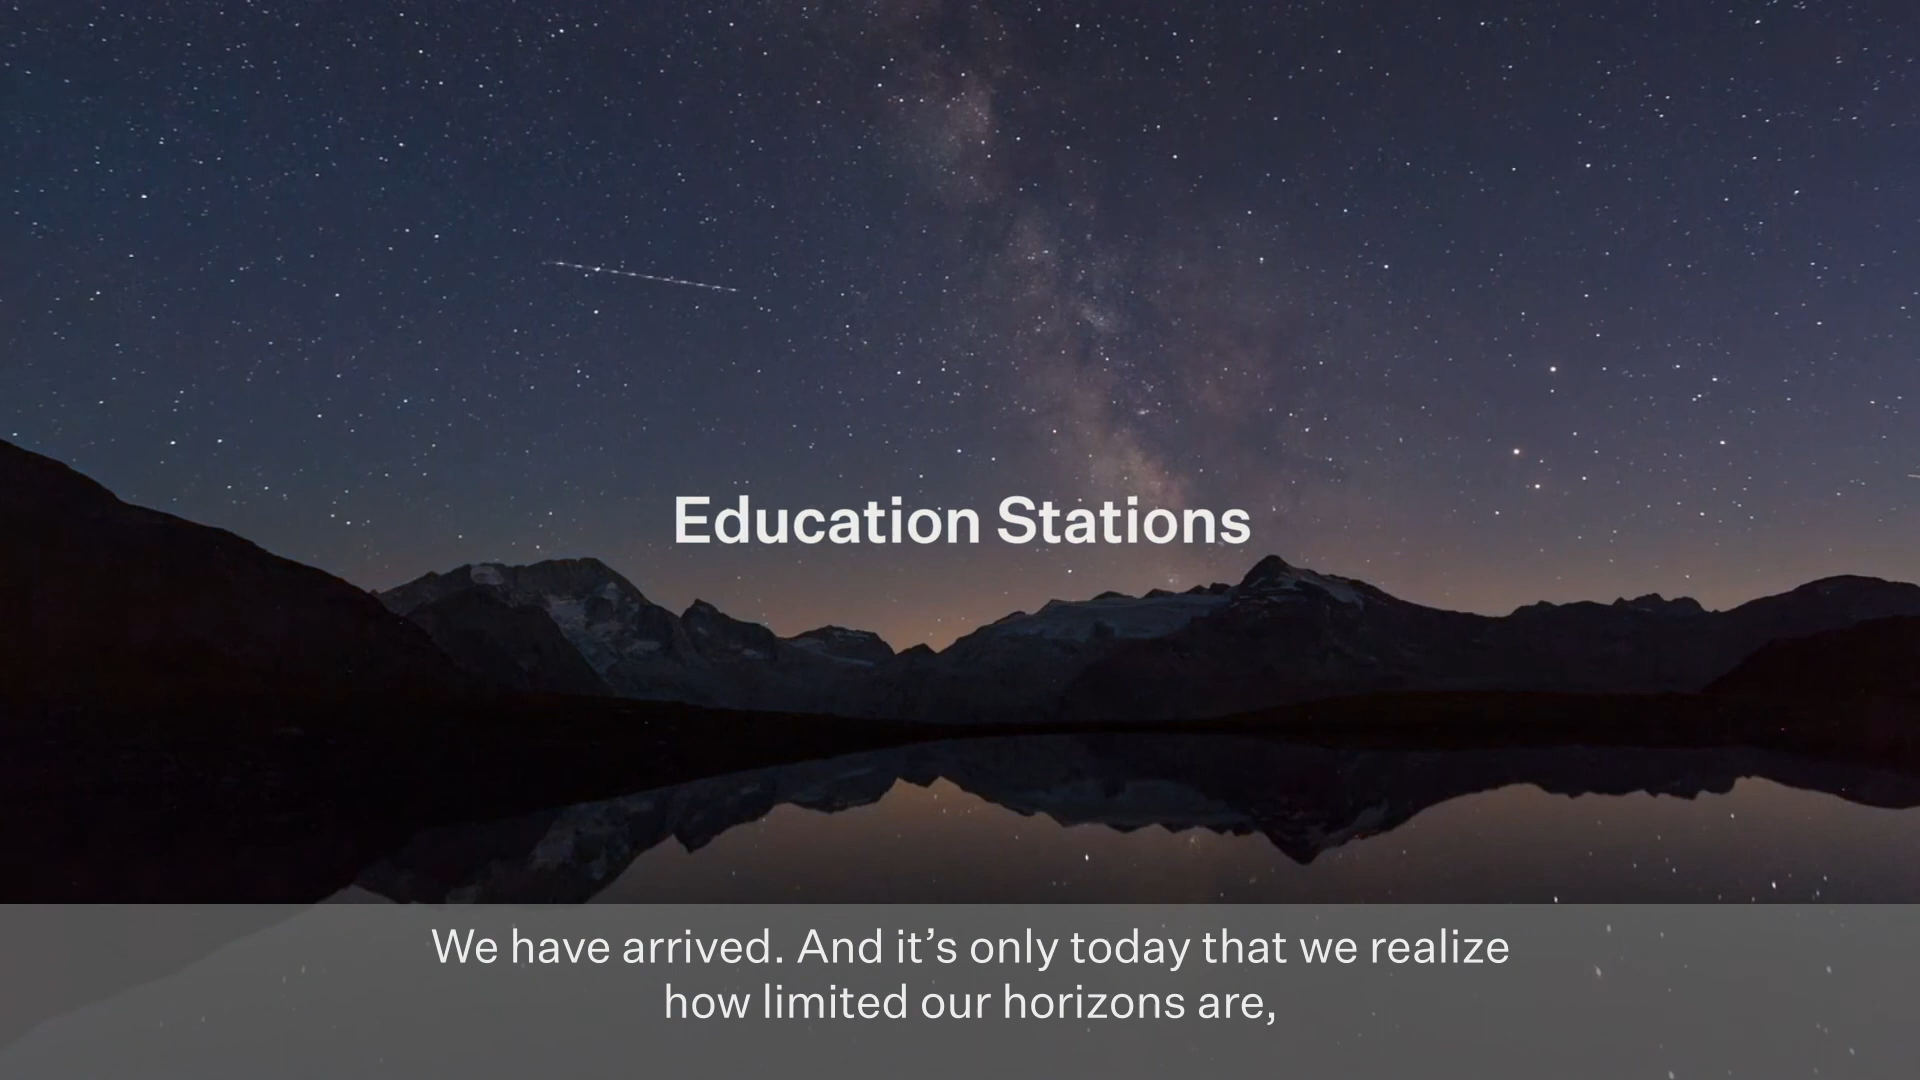 Education Stations
We have arrived. And it’s only today that we realize
how limited our horizons are,